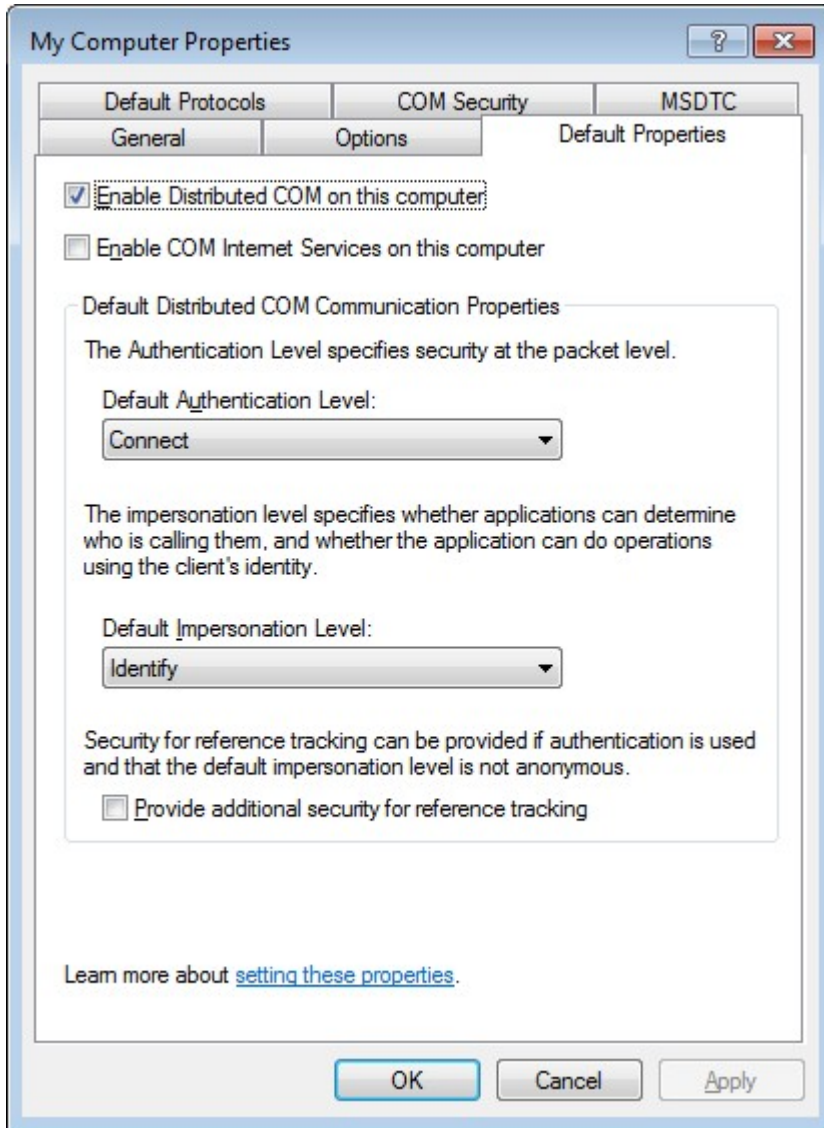 My Computer Properties
Default Protocols COM Security MSDTC
General Options Default Properties
Enable Distributed COM on this computer
Enable COM Internet Services on this computer
Default Distributed COM Communication Properties
The Authentication Level specifies security at the packet level.
Default Authentication Level:
Connect
The impersonation level specifies whether applications can determine
who is calling them, and whether the application can do operations
using the client's identity.
Default Impersonation Level:
Identify
Security for reference tracking can be provided if authentication is used
and that the default impersonation level is not anonymous.
Provide additional security for reference tracking
Learn more about setting these properties.
OK Cancel Apply